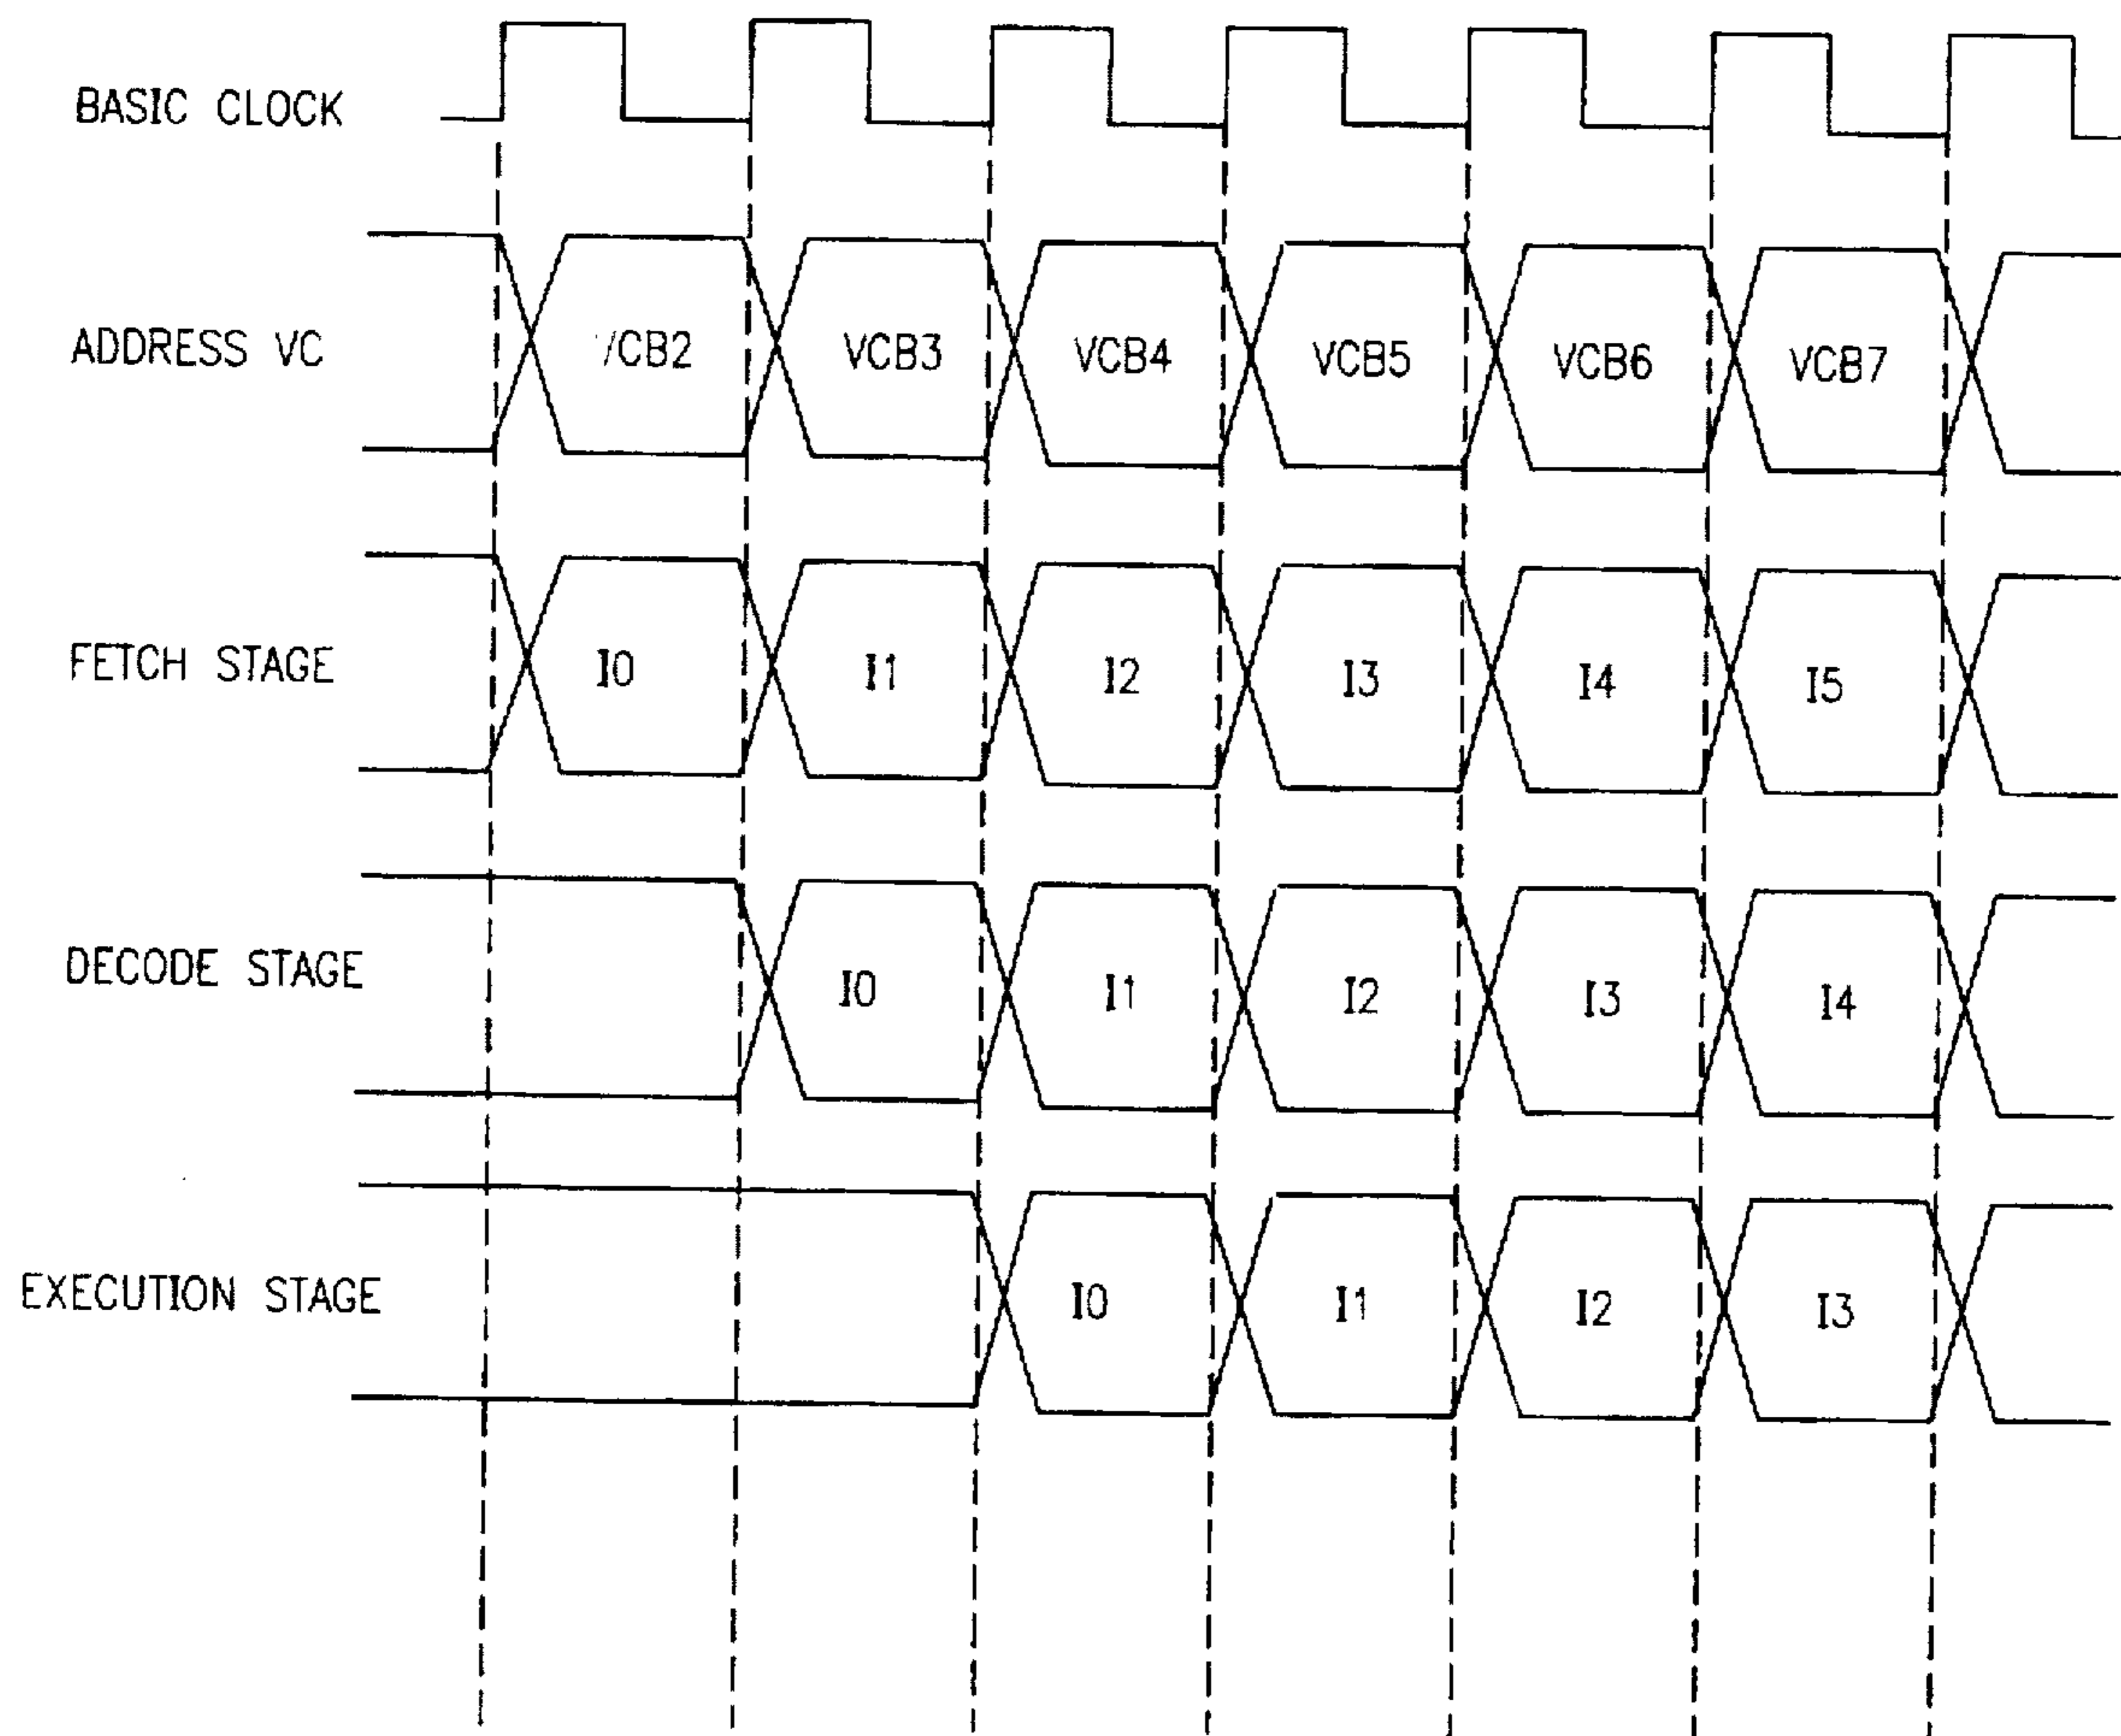 BASIC CLOCK
ADDRESS VC VCB2 VCB3 VCB4 VCB5 VCB6 VCB7
FETCH STAGE I0 I1 I2 I3 I4 I5
DECODE STAGE I0 I1 I2 I3 I4
EXECUTION STAGE I0 I1 I2 I3